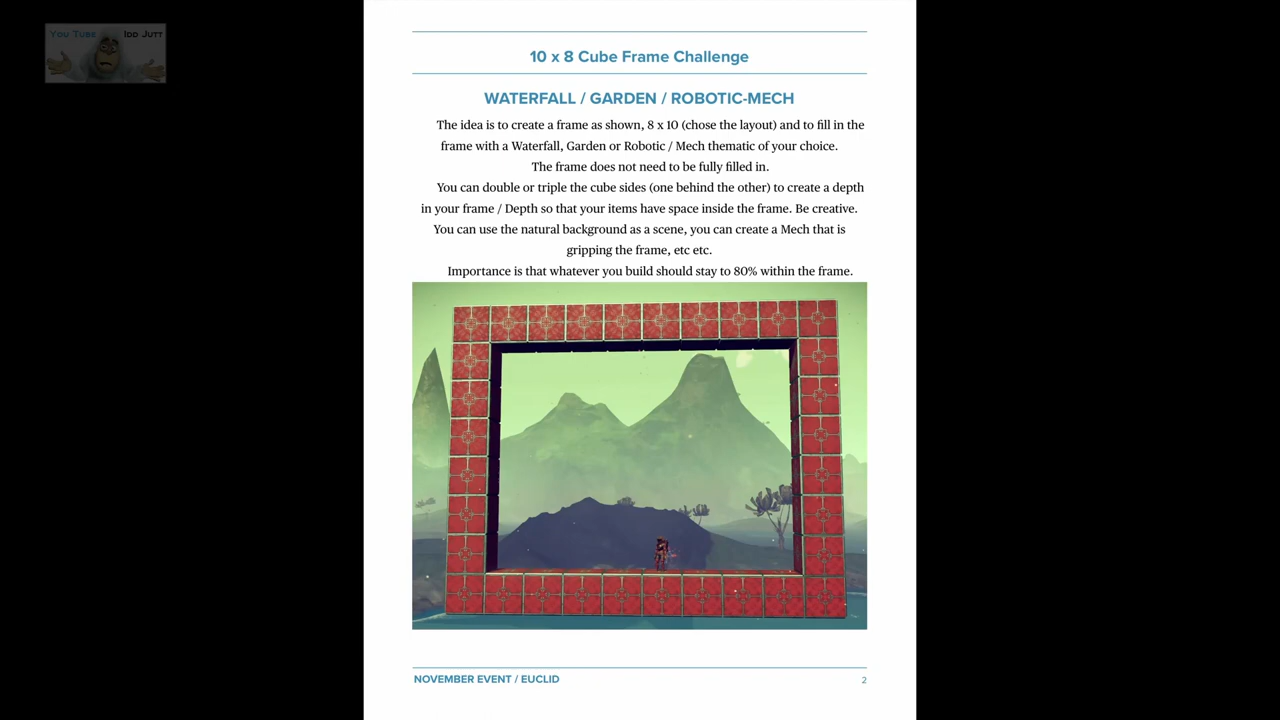 You Tube Idd Jutt
10 x 8 Cube Frame Challenge
WATERFALL / GARDEN / ROBOTIC-MECH
The idea is to create a frame as shown, 8 x 10 (chose the layout) and to fill in the
frame with a Waterfall, Garden or Robotic / Mech thematic of your choice.
The frame does not need to be fully filled in.
You can double or triple the cube sides (one behind the other) to create a depth
in your frame / Depth so that your items have space inside the frame. Be creative.
You can use the natural background as a scene, you can create a Mech that is
gripping the frame, etc etc.
Importance is that whatever you build should stay to 80% within the frame.
NOVEMBER EVENT / EUCLID
2